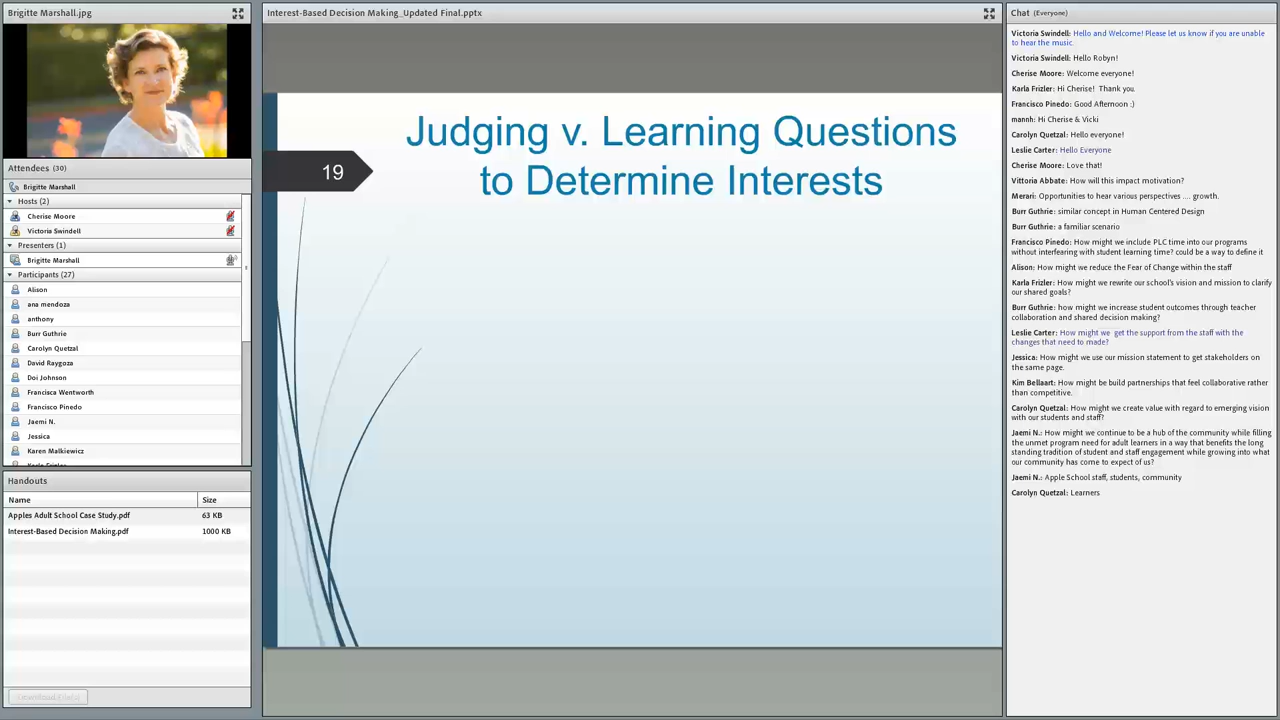 Brigitte Marshall.jpg
Attendees (30)
Brigitte Marshall
Hosts (2)
Cherise Moore
Victoria Swindell
Presenters (1)
Brigitte Marshall
Participants (27)
Alison
ana mendoza
anthony
Burr Guthrie
Carolyn Quetzal
David Raygoza
Doi Johnson
Francisca Wentworth
Francisco Pinedo
Jaemi N.
Jessica
Karen Malkiewicz
Handouts
Name Size
Apples Adult School Case Study.pdf 63 KB
Interest-Based Decision Making.pdf 1000 KB
Interest-Based Decision Making_Updated Final.pptx
19
Judging v. Learning Questions
to Determine Interests
Chat (Everyone)
Victoria Swindell: Hello and Welcome! Please let us know if you are unable
to hear the music.
Victoria Swindell: Hello Robyn!
Cherise Moore: Welcome everyone!
Karla Frizler: Hi Cherise! Thank you.
Francisco Pinedo: Good Afternoon :)
mannh: Hi Cherise & Vicki
Carolyn Quetzal: Hello everyone!
Leslie Carter: Hello Everyone
Cherise Moore: Love that!
Vittoria Abbate: How will this impact motivation?
Merari: Opportunities to hear various perspectives .... growth.
Burr Guthrie: similar concept in Human Centered Design
Burr Guthrie: a familiar scenario
Francisco Pinedo: How might we include PLC time into our programs
without interfearing with student learning time? could be a way to define it
Alison: How might we reduce the Fear of Change within the staff
Karla Frizler: How might we rewrite our school's vision and mission to clarify
our shared goals?
Burr Guthrie: how might we increase student outcomes through teacher
collaboration and shared decision making?
Leslie Carter: How might we get the support from the staff with the
changes that need to made?
Jessica: How might we use our mission statement to get stakeholders on
the same page.
Kim Bellaart: How might be build partnerships that feel collaborative rather
than competitive.
Carolyn Quetzal: How might we create value with regard to emerging vision
with our students and staff?
Jaemi N.: How might we continue to be a hub of the community while filling
the unmet program need for adult learners in a way that benefits the long
standing tradition of student and staff engagement while growing into what
our community has come to expect of us?
Jaemi N.: Apple School staff, students, community
Carolyn Quetzal: Learners